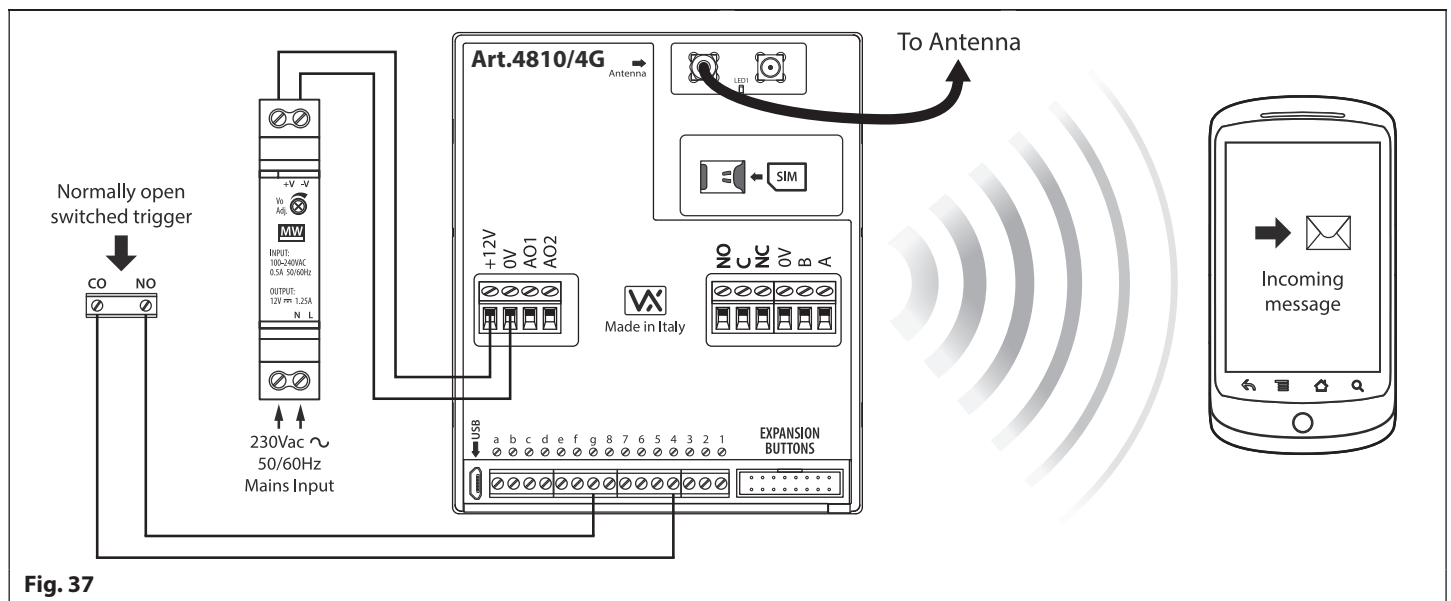 Art.4810/4G
Antenna
LED1
To Antenna
SIM
Normally open
switched trigger
CO NO
+V -V
Vo
Adj.
MW
INPUT:
100-240VAC
0.5A 50/60Hz
OUTPUT:
12V ⎓ 1.25A
N L
230Vac ~
50/60Hz
Mains Input
+12V
0V
AO1
AO2
VX
Made in Italy
NO
C
NC
0V
B
A
USB
a b c d e f g 8 7 6 5 4 3 2 1
EXPANSION
BUTTONS
Incoming
message
Fig. 37